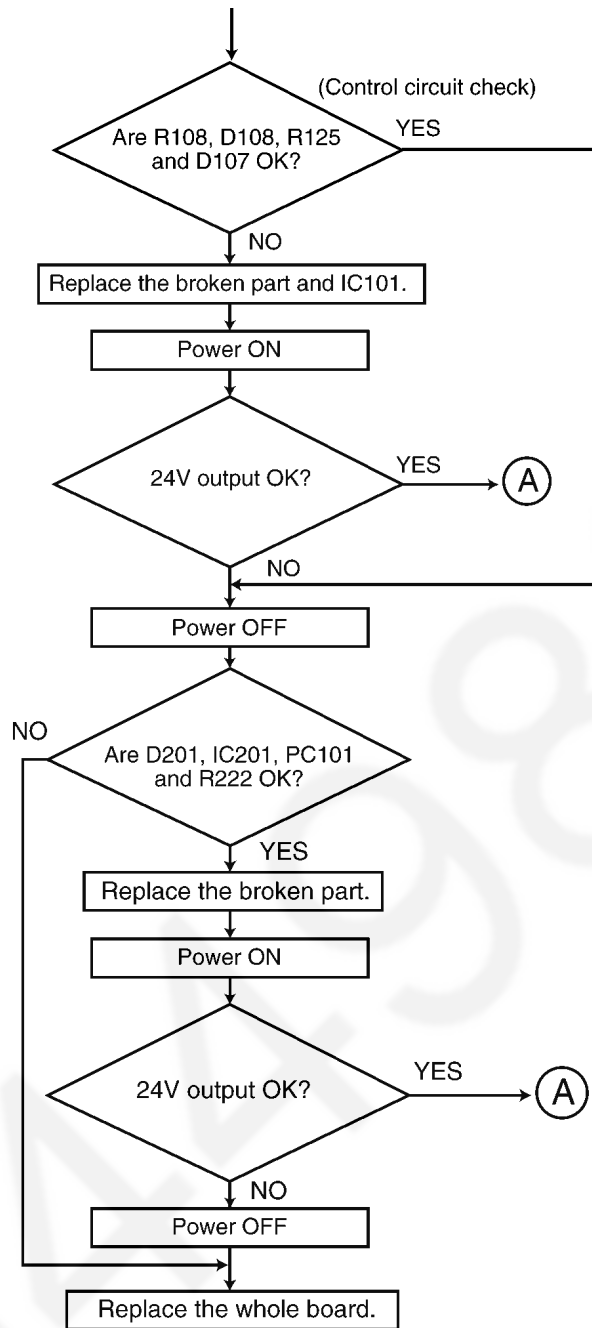 (Control circuit check)
Are R108, D108, R125
and D107 OK?
YES
NO
Replace the broken part and IC101.
Power ON
24V output OK?
YES
A
NO
Power OFF
NO
Are D201, IC201, PC101
and R222 OK?
YES
Replace the broken part.
Power ON
24V output OK?
YES
A
NO
Power OFF
Replace the whole board.
4498